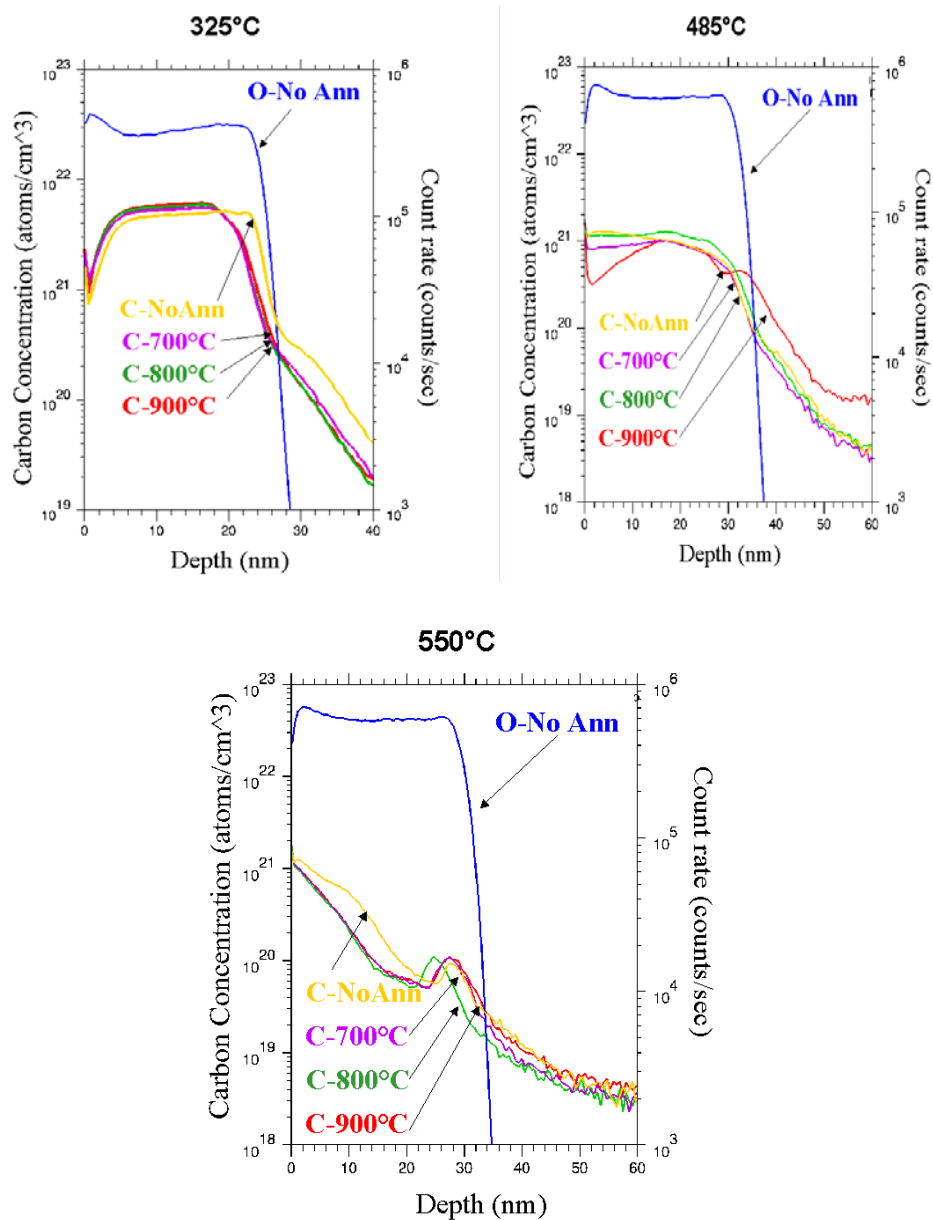 325°C
10^23
10^22
10^21
10^20
10^19
Carbon Concentration (atoms/cm^3)
O-No Ann
C-NoAnn
C-700°C
C-800°C
C-900°C
10^6
10^5
10^4
10^3
Count rate (counts/sec)
0 10 20 30 40
Depth (nm)
485°C
10^23
10^22
10^21
10^20
10^19
10^18
Carbon Concentration (atoms/cm^3)
O-No Ann
C-NoAnn
C-700°C
C-800°C
C-900°C
10^6
10^5
10^4
10^3
Count rate (counts/sec)
0 10 20 30 40 50 60
Depth (nm)
550°C
10^23
10^22
10^21
10^20
10^19
10^18
Carbon Concentration (atoms/cm^3)
O-No Ann
C-NoAnn
C-700°C
C-800°C
C-900°C
10^6
10^5
10^4
10^3
Count rate (counts/sec)
0 10 20 30 40 50 60
Depth (nm)